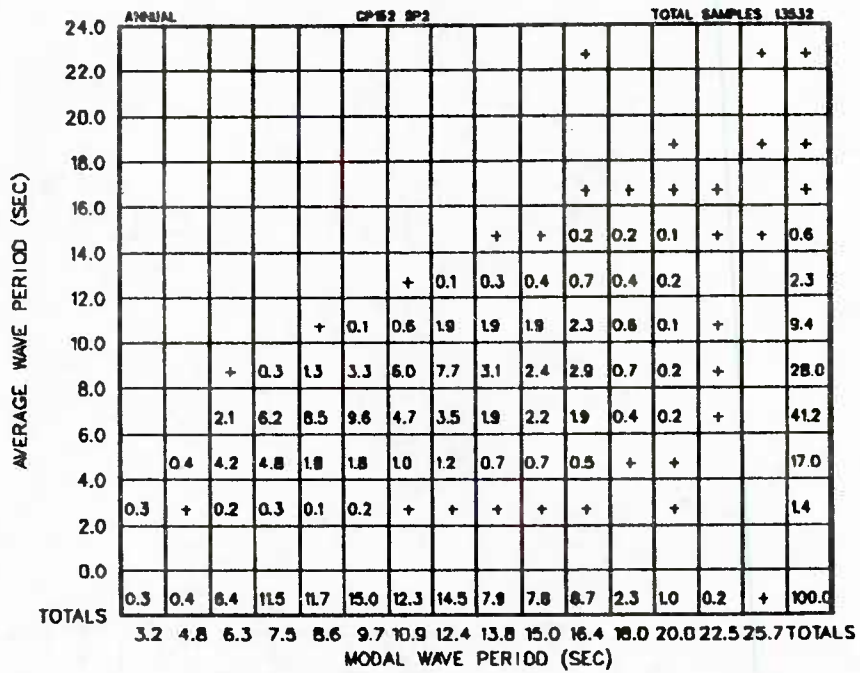 ANNUAL CP152 SP2 TOTAL SAMPLES 13532
24.0
+ + +
22.0
20.0
+ + +
18.0
+ + + + +
16.0
+ + 0.2 0.2 0.1 + + 0.6
14.0
+ 0.1 0.3 0.4 0.7 0.4 0.2 2.3
12.0
+ 0.1 0.6 1.9 1.9 1.9 2.3 0.6 0.1 + 9.4
10.0
+ 0.3 1.3 3.3 6.0 7.7 3.1 2.4 2.9 0.7 0.2 + 28.0
8.0
2.1 6.2 8.5 9.6 4.7 3.5 1.9 2.2 1.9 0.4 0.2 + 41.2
6.0
0.4 4.2 4.8 1.8 1.8 1.0 1.2 0.7 0.7 0.5 + + 17.0
4.0
0.3 + 0.2 0.3 0.1 0.2 + + + + + + 1.4
2.0
0.0
0.3 0.4 6.4 11.5 11.7 15.0 12.3 14.5 7.9 7.8 8.7 2.3 1.0 0.2 + 100.0
TOTALS
3.2 4.8 6.3 7.5 8.6 9.7 10.9 12.4 13.8 15.0 16.4 18.0 20.0 22.5 25.7 TOTALS
MODAL WAVE PERIOD (SEC)
AVERAGE WAVE PERIOD (SEC)